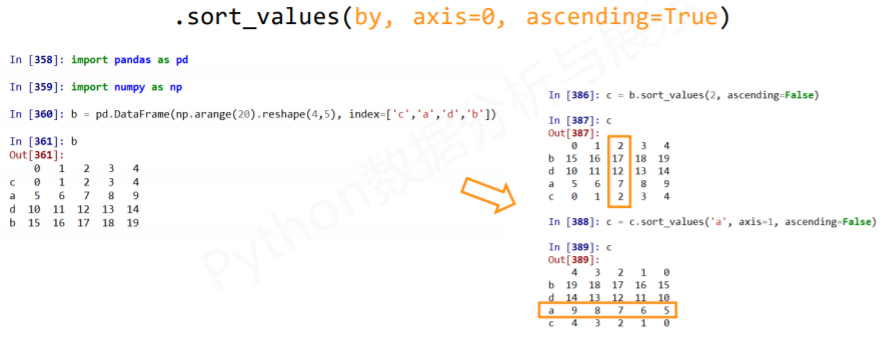 .sort_values(by, axis=0, ascending=True)
In [358]: import pandas as pd
In [359]: import numpy as np
In [360]: b = pd.DataFrame(np.arange(20).reshape(4,5), index=['c','a','d','b'])
In [361]: b
Out[361]:
0 1 2 3 4
c 0 1 2 3 4
a 5 6 7 8 9
d 10 11 12 13 14
b 15 16 17 18 19
In [386]: c = b.sort_values(2, ascending=False)
In [387]: c
Out[387]:
0 1 2 3 4
b 15 16 17 18 19
d 10 11 12 13 14
a 5 6 7 8 9
c 0 1 2 3 4
In [388]: c = c.sort_values('a', axis=1, ascending=False)
In [389]: c
Out[389]:
4 3 2 1 0
b 19 18 17 16 15
d 14 13 12 11 10
a 9 8 7 6 5
c 4 3 2 1 0
Python数据分析与展